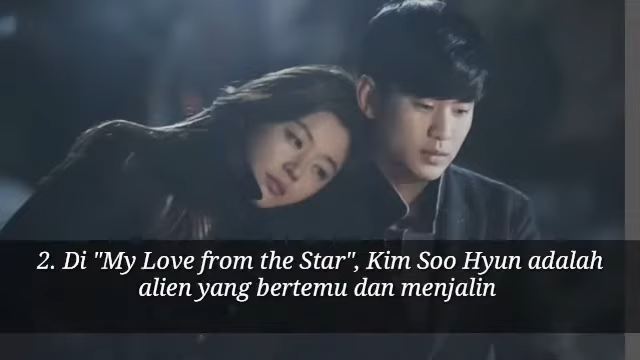 2. Di "My Love from the Star", Kim Soo Hyun adalah
alien yang bertemu dan menjalin